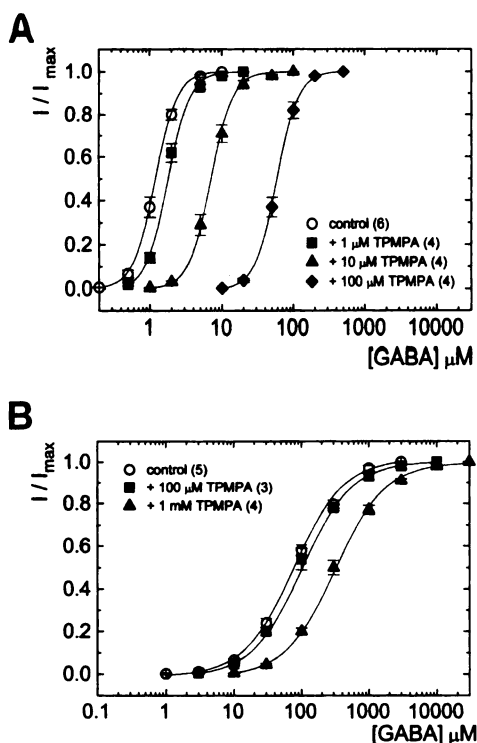 A
I / Imax
1.0
0.8
0.6
0.4
0.2
0.0
control (6)
+ 1 μM TPMPA (4)
+ 10 μM TPMPA (4)
+ 100 μM TPMPA (4)
1 10 100 1000 10000
[GABA] μM
B
I / Imax
1.0
0.8
0.6
0.4
0.2
0.0
control (5)
+ 100 μM TPMPA (3)
+ 1 mM TPMPA (4)
0.1 1 10 100 1000 10000
[GABA] μM